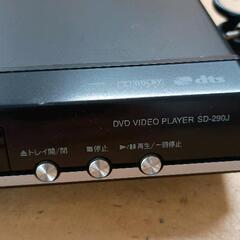 DOLBY dts
DVD VIDEO PLAYER SD-290J
≜トレイ開/閉 ■停止 ▶/❚❚再生/一時停止